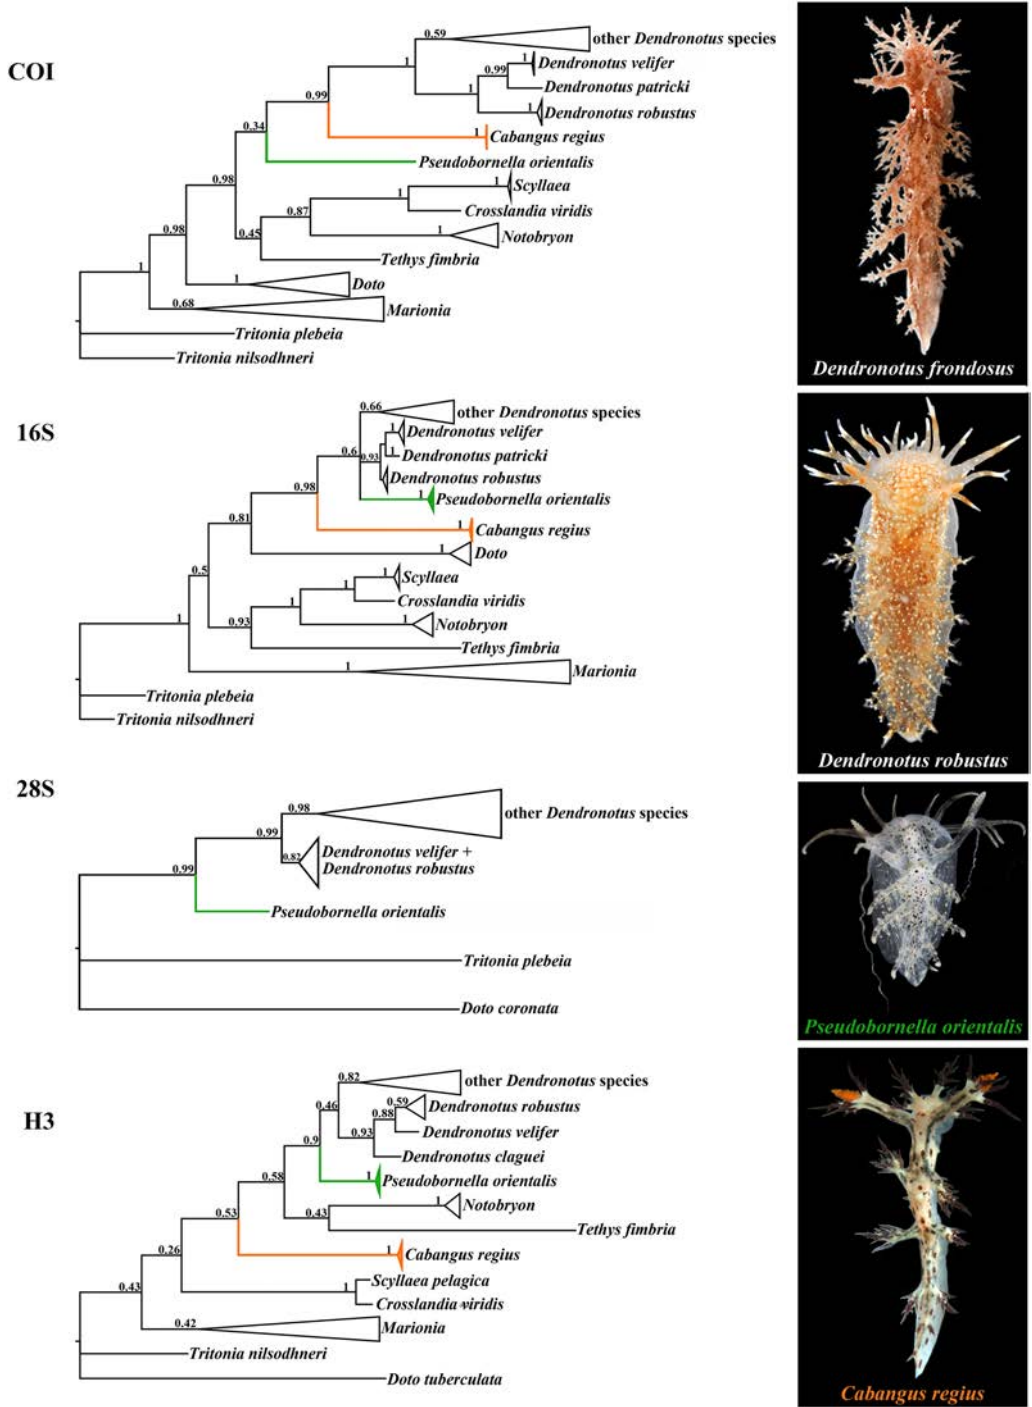 COI
0.59
other Dendronotus species
1
Dendronotus velifer
0.99
1
Dendronotus patricki
1
Dendronotus robustus
0.99
1
Cabangus regius
0.34
Pseudobornella orientalis
0.98
1
Scyllaea
1
Crosslandia viridis
0.87
1
Notobryon
0.45
Tethys fimbria
0.98
1
1
Doto
0.68
Marionia
Tritonia plebeia
Tritonia nilsodhneri
Dendronotus frondosus
16S
0.66
other Dendronotus species
1
Dendronotus velifer
0.6
0.93
1
Dendronotus patricki
Dendronotus robustus
1
Pseudobornella orientalis
0.98
1
Cabangus regius
0.81
1
Doto
0.5
1
Scyllaea
1
Crosslandia viridis
1
1
Notobryon
0.93
Tethys fimbria
1
1
Marionia
Tritonia plebeia
Tritonia nilsodhneri
Dendronotus robustus
28S
0.98
other Dendronotus species
0.99
0.82
Dendronotus velifer +
Dendronotus robustus
0.99
Pseudobornella orientalis
Tritonia plebeia
Doto coronata
Pseudobornella orientalis
H3
0.82
other Dendronotus species
0.46
0.59
Dendronotus robustus
0.88
Dendronotus velifer
0.93
Dendronotus claguei
0.9
1
Pseudobornella orientalis
0.58
1
Notobryon
0.43
Tethys fimbria
0.53
1
Cabangus regius
0.26
Scyllaea pelagica
1
Crosslandia viridis
0.43
0.42
Marionia
Tritonia nilsodhneri
Doto tuberculata
Cabangus regius